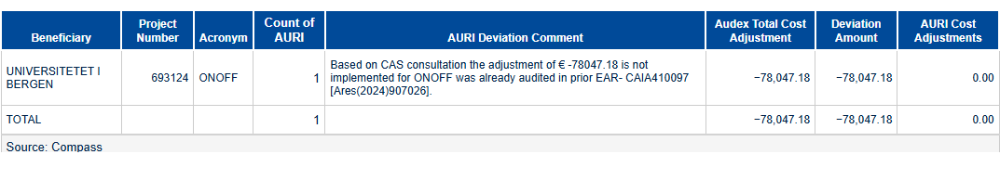 Beneficiary Project Number Acronym Count of AURI AURI Deviation Comment Audex Total Cost Adjustment Deviation Amount AURI Cost Adjustments
UNIVERSITETET I BERGEN 693124 ONOFF 1 Based on CAS consultation the adjustment of € -78047.18 is not
implemented for ONOFF was already audited in prior EAR- CAIA410097
[Ares(2024)907026]. −78,047.18 −78,047.18 0.00
TOTAL 1 −78,047.18 −78,047.18 0.00
Source: Compass